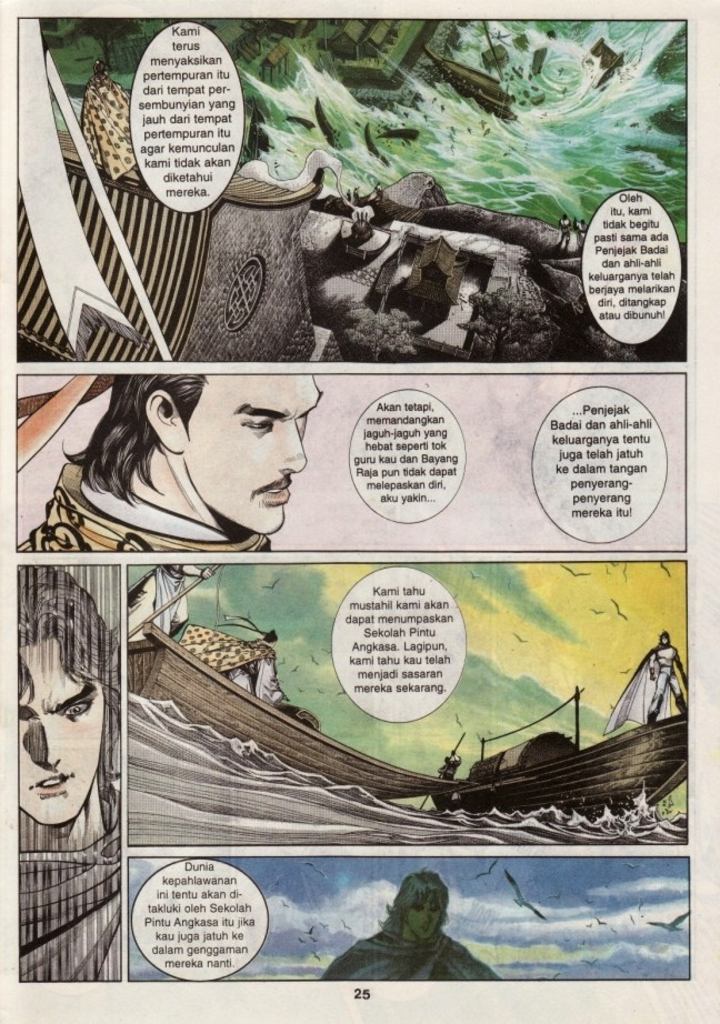 Kami
terus
menyaksikan
pertempuran itu
dari tempat per-
sembunyian yang
jauh dari tempat
pertempuran itu
agar kemunculan
kami tidak akan
diketahui
mereka.
Oleh
itu, kami
tidak begitu
pasti sama ada
Penjejak Badai
dan ahli-ahli
keluarganya telah
berjaya melarikan
diri, ditangkap
atau dibunuh!
Akan tetapi,
memandangkan
jaguh-jaguh yang
hebat seperti tok
guru kau dan Bayang
Raja pun tidak dapat
melepaskan diri,
aku yakin...
...Penjejak
Badai dan ahli-ahli
keluarganya tentu
juga telah jatuh
ke dalam tangan
penyerang-
penyerang
mereka itu!
Kami tahu
mustahil kami akan
dapat menumpaskan
Sekolah Pintu
Angkasa. Lagipun,
kami tahu kau telah
menjadi sasaran
mereka sekarang.
Dunia
kepahlawanan
ini tentu akan di-
takluki oleh Sekolah
Pintu Angkasa itu jika
kau juga jatuh ke
dalam genggaman
mereka nanti.
25